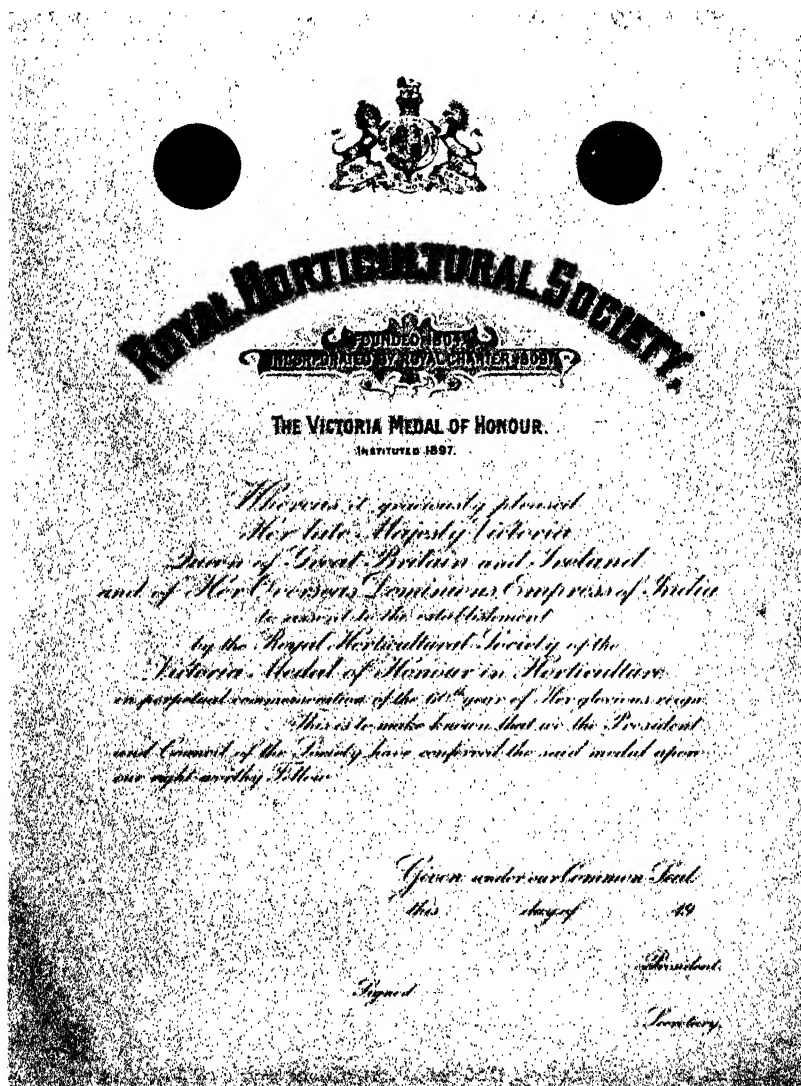 ROYAL HORTICULTURAL SOCIETY.
FOUNDED 1804
INCORPORATED BY ROYAL CHARTER 1809
THE VICTORIA MEDAL OF HONOUR.
INSTITUTED 1897.
Whereas it graciously pleased
Her late Majesty Victoria
Queen of Great Britain and Ireland
and of Her Overseas Dominions Empress of India
to assent to the establishment
by the Royal Horticultural Society of the
Victoria Medal of Honour in Horticulture
in perpetual commemoration of the 61th year of Her glorious reign
This is to make known that we the President
and Council of the Society have conferred the said medal upon
our right worthy Fellow
Given under our Common Seal
this day of 19
President.
Signed
Secretary.